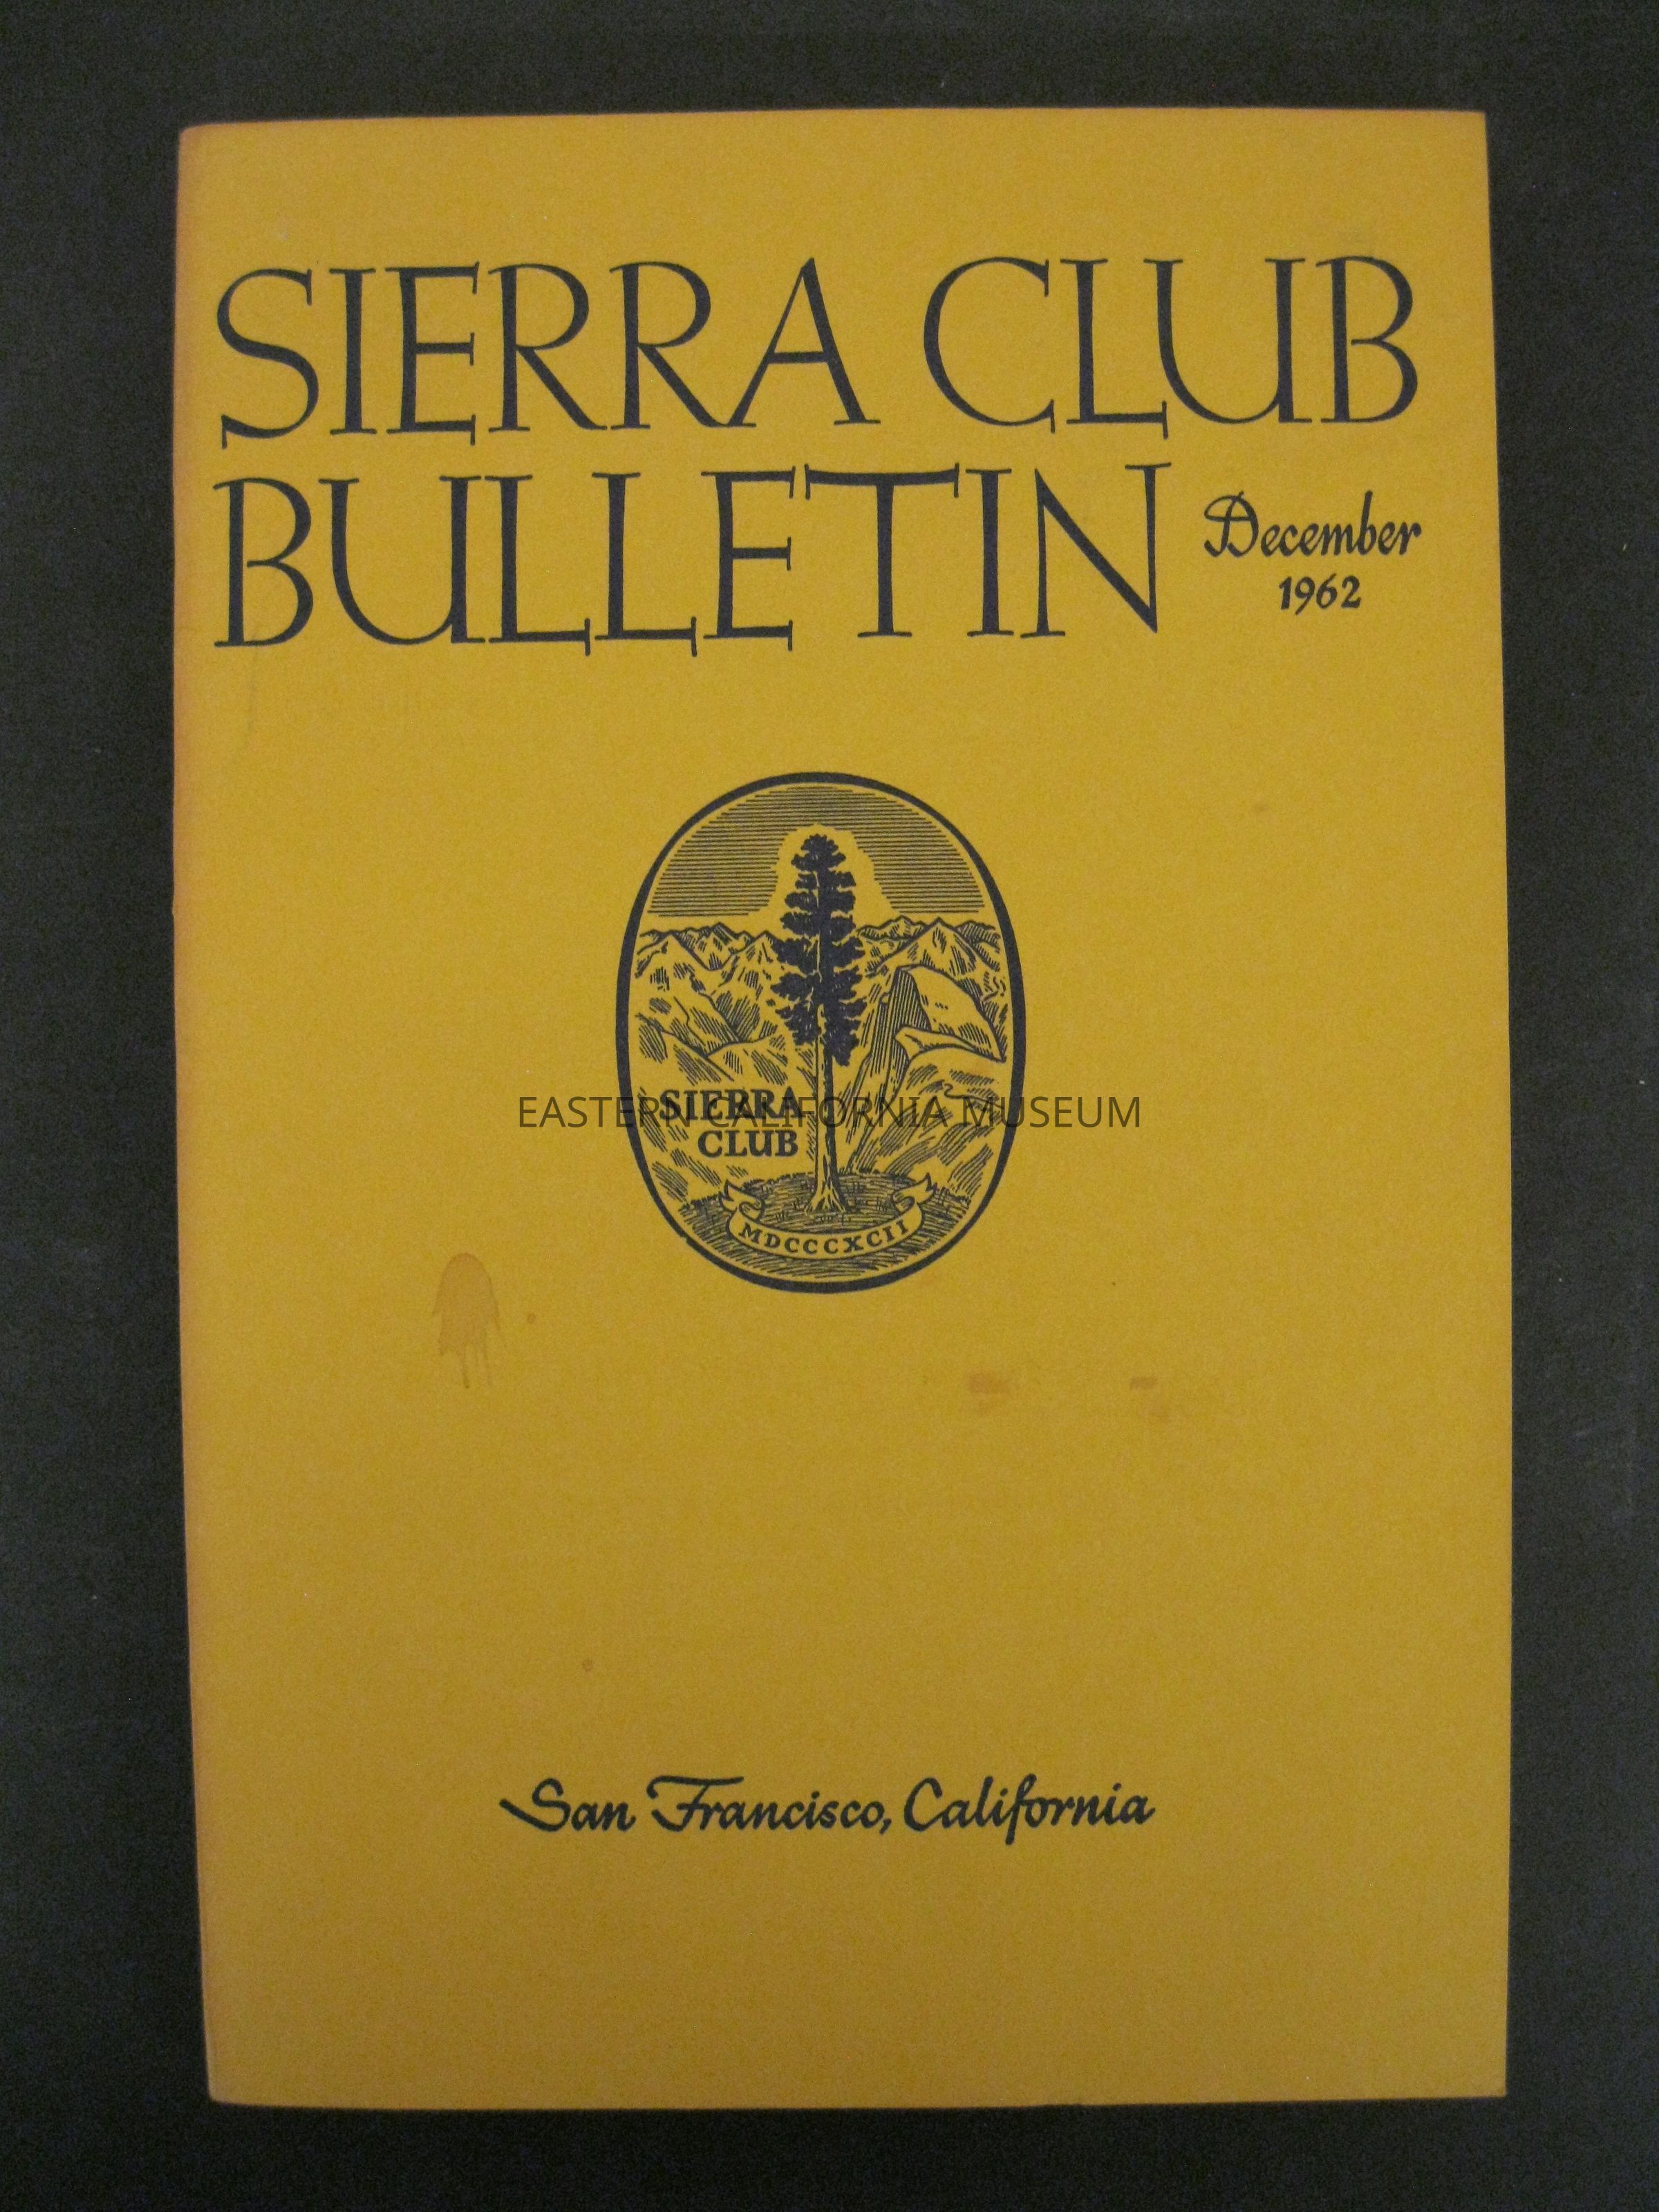 SIERRA CLUB
BULLETIN
December
1962
SIERRA
CLUB
EASTERN CALIFORNIA MUSEUM
MDCCCXCII
San Francisco, California